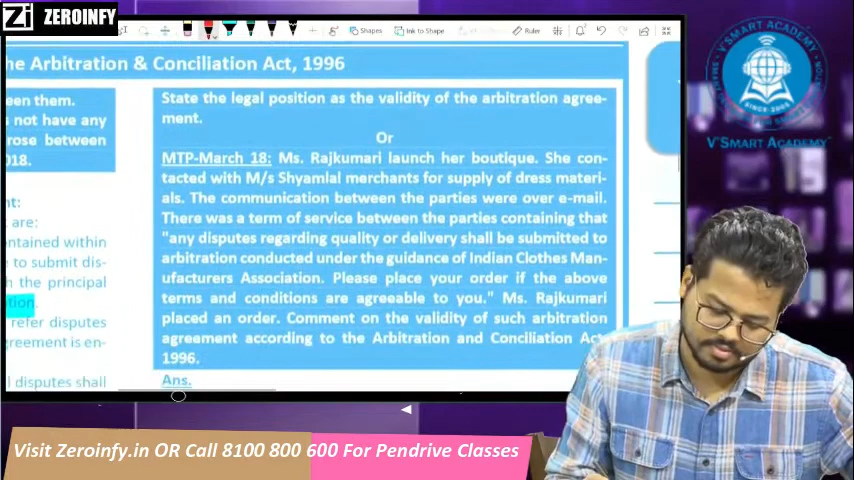 Zi ZEROINFY
Shapes
Ink to Shape
Ruler
he Arbitration & Conciliation Act, 1996
een them.
s not have any
rose between
018.
nt:
are:
ontained within
e to submit dis-
h the principal
tion.
refer disputes
greement is en-
l disputes shall
State the legal position as the validity of the arbitration agree-
ment.
Or
MTP-March 18: Ms. Rajkumari launch her boutique. She con-
tacted with M/s Shyamlal merchants for supply of dress materi-
als. The communication between the parties were over e-mail.
There was a term of service between the parties containing that
"any disputes regarding quality or delivery shall be submitted to
arbitration conducted under the guidance of Indian Clothes Man-
ufacturers Association. Please place your order if the above
terms and conditions are agreeable to you." Ms. Rajkumari
placed an order. Comment on the validity of such arbitration
agreement according to the Arbitration and Conciliation Act,
1996.
Ans.
V'SMART ACADEMY
V'SMART ACADEMY
Visit Zeroinfy.in OR Call 8100 800 600 For Pendrive Classes